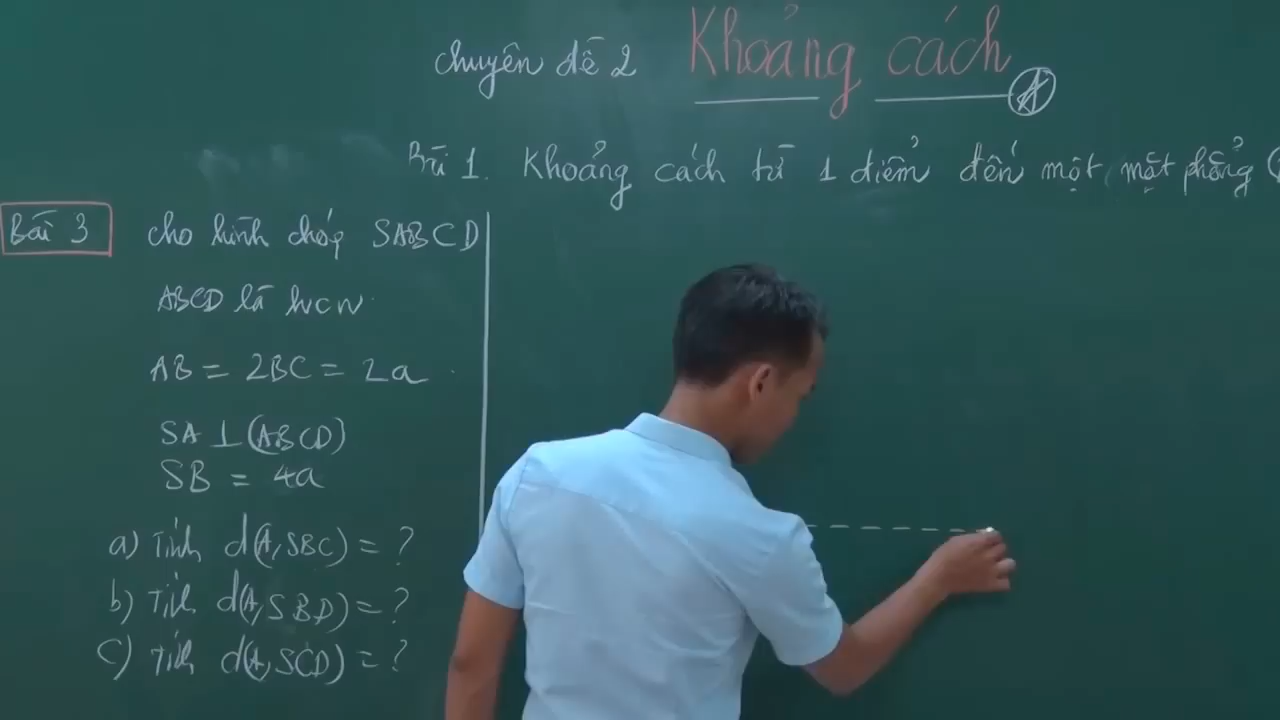 chuyên đề 2 Khoảng cách
Bài 1. Khoảng cách từ 1 điểm đến một mặt phẳng
Bài 3 cho hình chóp SABCD
ABCD là hcn
AB = 2BC = 2a
SA ⊥ (ABCD)
SB = 4a
a) Tính d(A,SBC) = ?
b) Tính d(A,SBD) = ?
c) Tính d(A,SCD) = ?